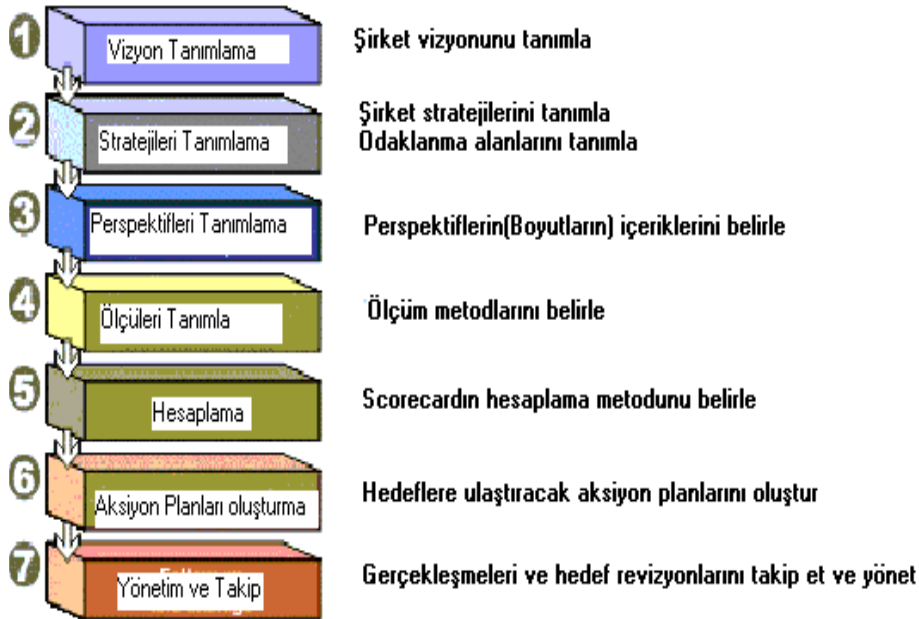 1
Vizyon Tanımlama
Şirket vizyonunu tanımla
2
Stratejileri Tanımlama
Şirket stratejilerini tanımla
Odaklanma alanlarını tanımla
3
Perspektifleri Tanımlama
Perspektiflerin(Boyutların) içeriklerini belirle
4
Ölçüleri Tanımla
Ölçüm metodlarını belirle
5
Hesaplama
Scorecardın hesaplama metodunu belirle
6
Aksiyon Planları oluşturma
Hedeflere ulaştıracak aksiyon planlarını oluştur
7
Yönetim ve Takip
Gerçekleşmeleri ve hedef revizyonlarını takip et ve yönet